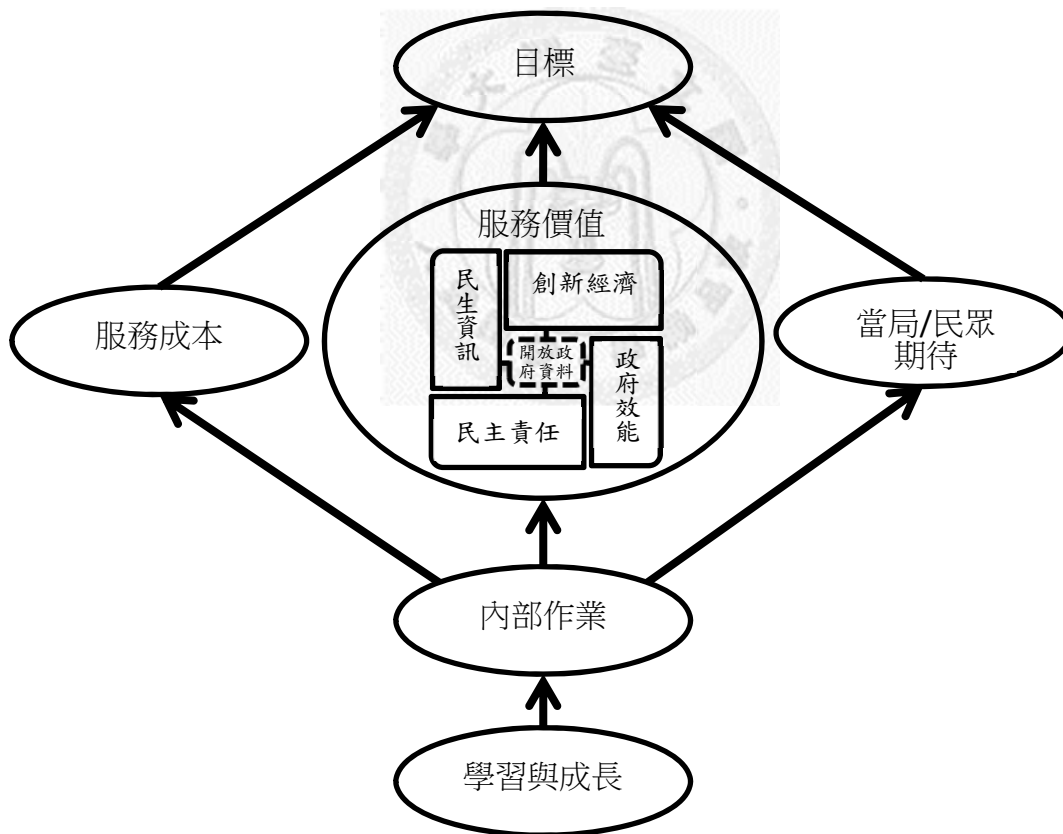 目標
服務價值
民生資訊
創新經濟
開放政
府資料
政府效能
民主責任
服務成本
當局/民眾
期待
內部作業
學習與成長